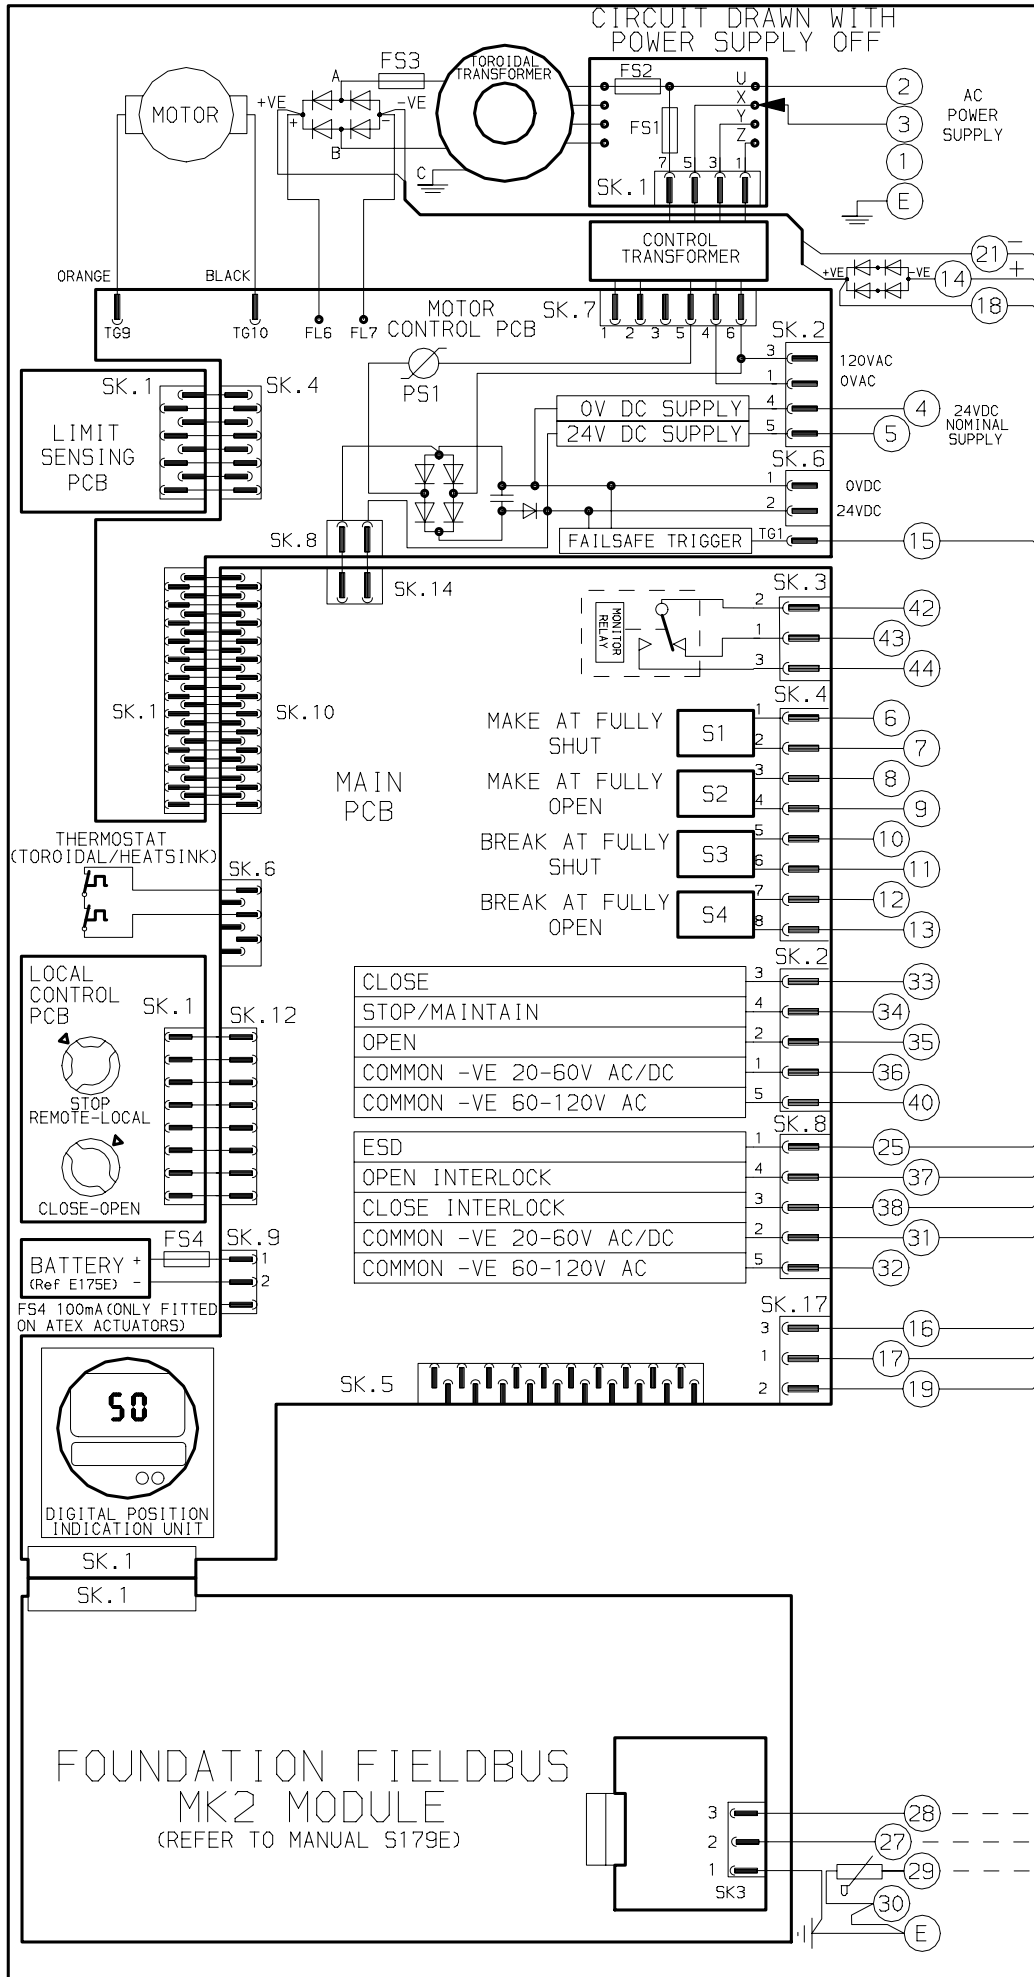 CIRCUIT DRAWN WITH
POWER SUPPLY OFF
FS3
TOROIDAL
TRANSFORMER
A
+VE
-VE
+
-
B
C
MOTOR
FS2
FS1
U
X
Y
Z
7 5 3 1
SK.1
2
3
1
E
AC
POWER
SUPPLY
CONTROL
TRANSFORMER
21 -
+VE
-VE
14 +
18
ORANGE
BLACK
TG9
TG10
FL6
FL7
MOTOR
CONTROL PCB
SK.7
1 2 3 5 4 6
PS1
SK.2
3
120VAC
1
0VAC
0V DC SUPPLY
4
4
24V DC SUPPLY
5
5
24VDC
NOMINAL
SUPPLY
SK.6
1
0VDC
2
24VDC
FAILSAFE TRIGGER
TG1
15
SK.1
SK.4
LIMIT
SENSING
PCB
SK.8
SK.14
SK.3
MONITOR
RELAY
2
42
1
43
3
44
SK.1
SK.10
MAIN
PCB
SK.4
MAKE AT FULLY
SHUT
S1
1
6
2
7
MAKE AT FULLY
OPEN
S2
3
8
4
9
BREAK AT FULLY
SHUT
S3
5
10
6
11
BREAK AT FULLY
OPEN
S4
7
12
8
13
THERMOSTAT
(TOROIDAL/HEATSINK)
SK.6
SK.2
CLOSE
3
33
STOP/MAINTAIN
4
34
OPEN
2
35
COMMON -VE 20-60V AC/DC
1
36
COMMON -VE 60-120V AC
5
40
LOCAL
CONTROL
PCB
SK.1
SK.12
STOP
REMOTE-LOCAL
CLOSE-OPEN
SK.8
ESD
1
25
OPEN INTERLOCK
4
37
CLOSE INTERLOCK
3
38
COMMON -VE 20-60V AC/DC
2
31
COMMON -VE 60-120V AC
5
32
FS4
SK.9
BATTERY +
(Ref E175E) -
1
2
FS4 100mA(ONLY FITTED
ON ATEX ACTUATORS)
SK.17
3
16
1
17
2
19
SK.5
50
DIGITAL POSITION
INDICATION UNIT
SK.1
SK.1
FOUNDATION FIELDBUS
MK2 MODULE
(REFER TO MANUAL S179E)
3
28
2
27
1
29
SK3
U
30
E